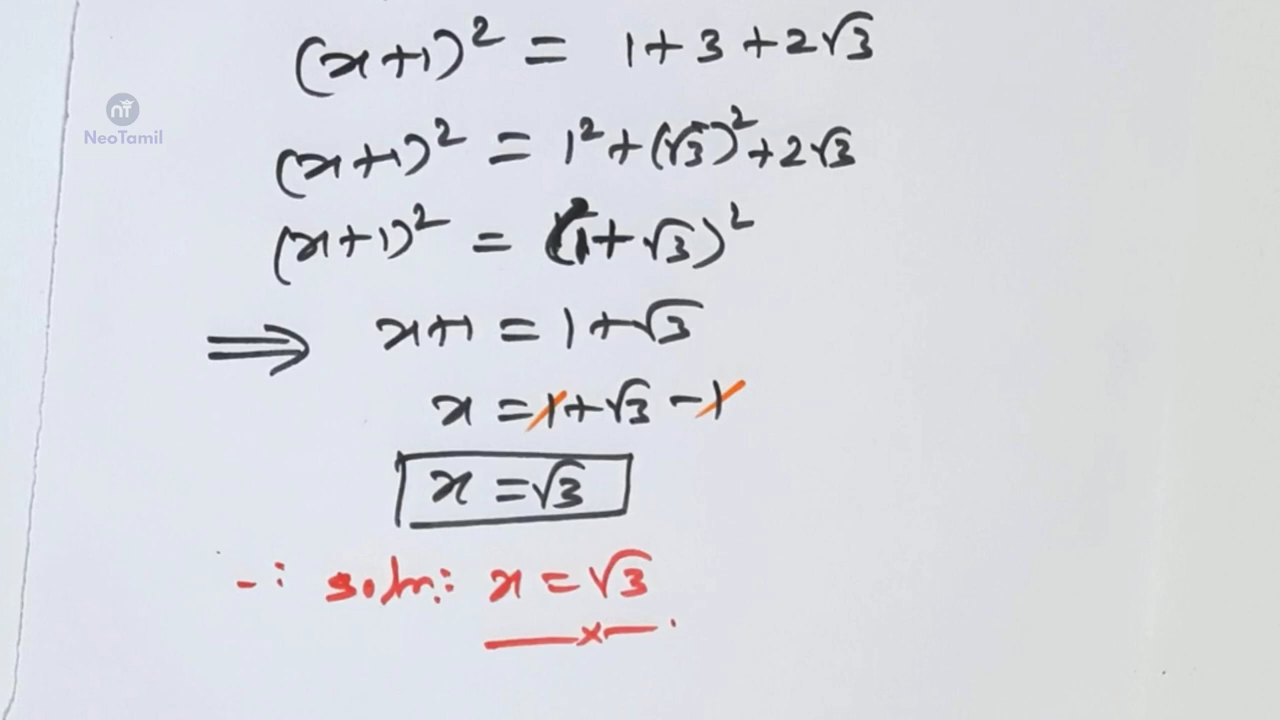 (x+1)² = 1+3+2√3
NeoTamil
(x+1)² = 1²+(√3)²+2√3
(x+1)² = (1+√3)²
⟹ x+1 = 1+√3
x = 1+√3-1
x = √3
-: soln: x = √3